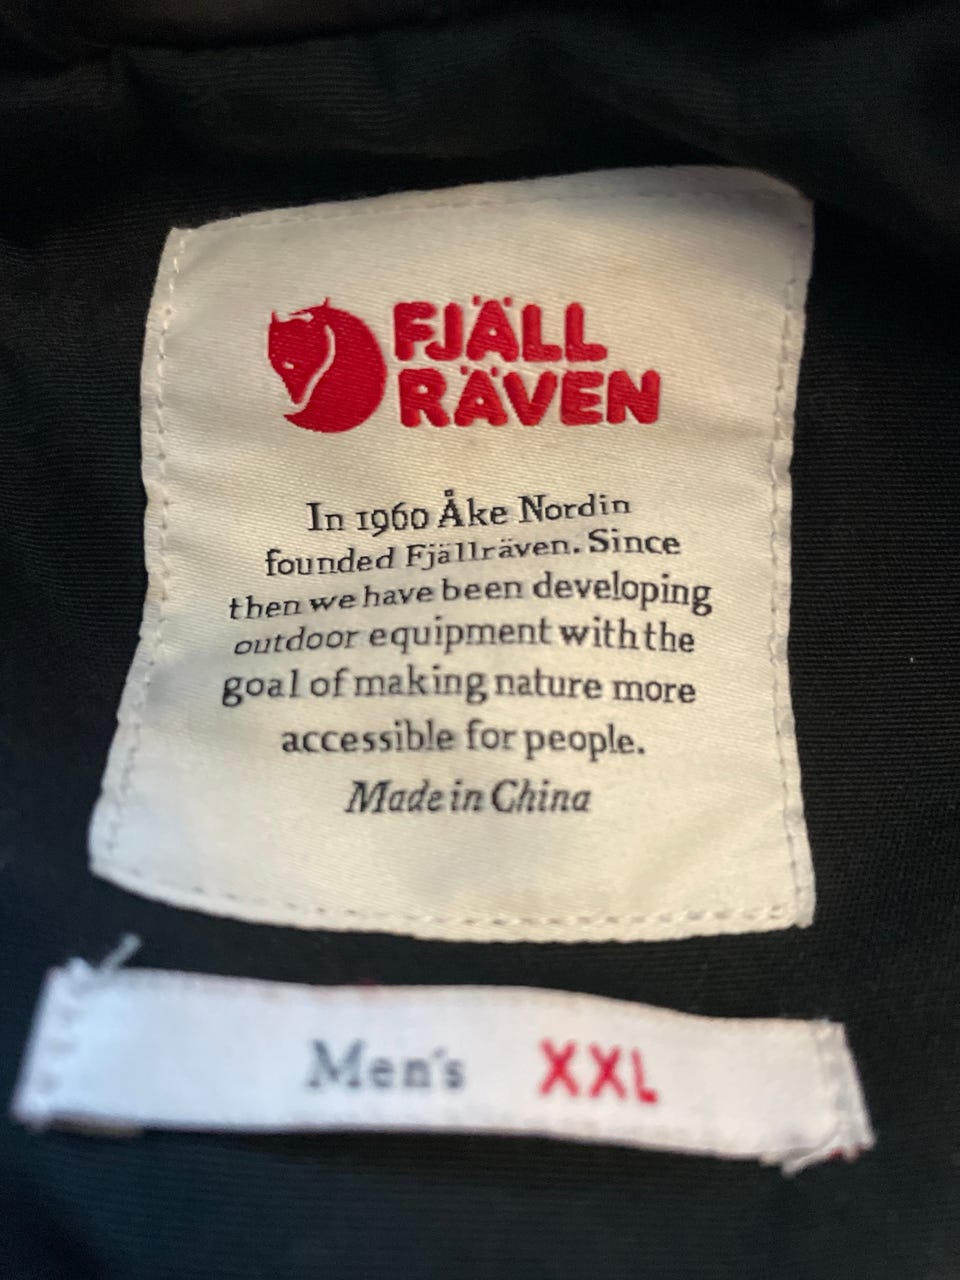 FJÄLL
RÄVEN
In 1960 Åke Nordin
founded Fjällräven. Since
then we have been developing
outdoor equipment with the
goal of making nature more
accessible for people.
Made in China
Men's XXL